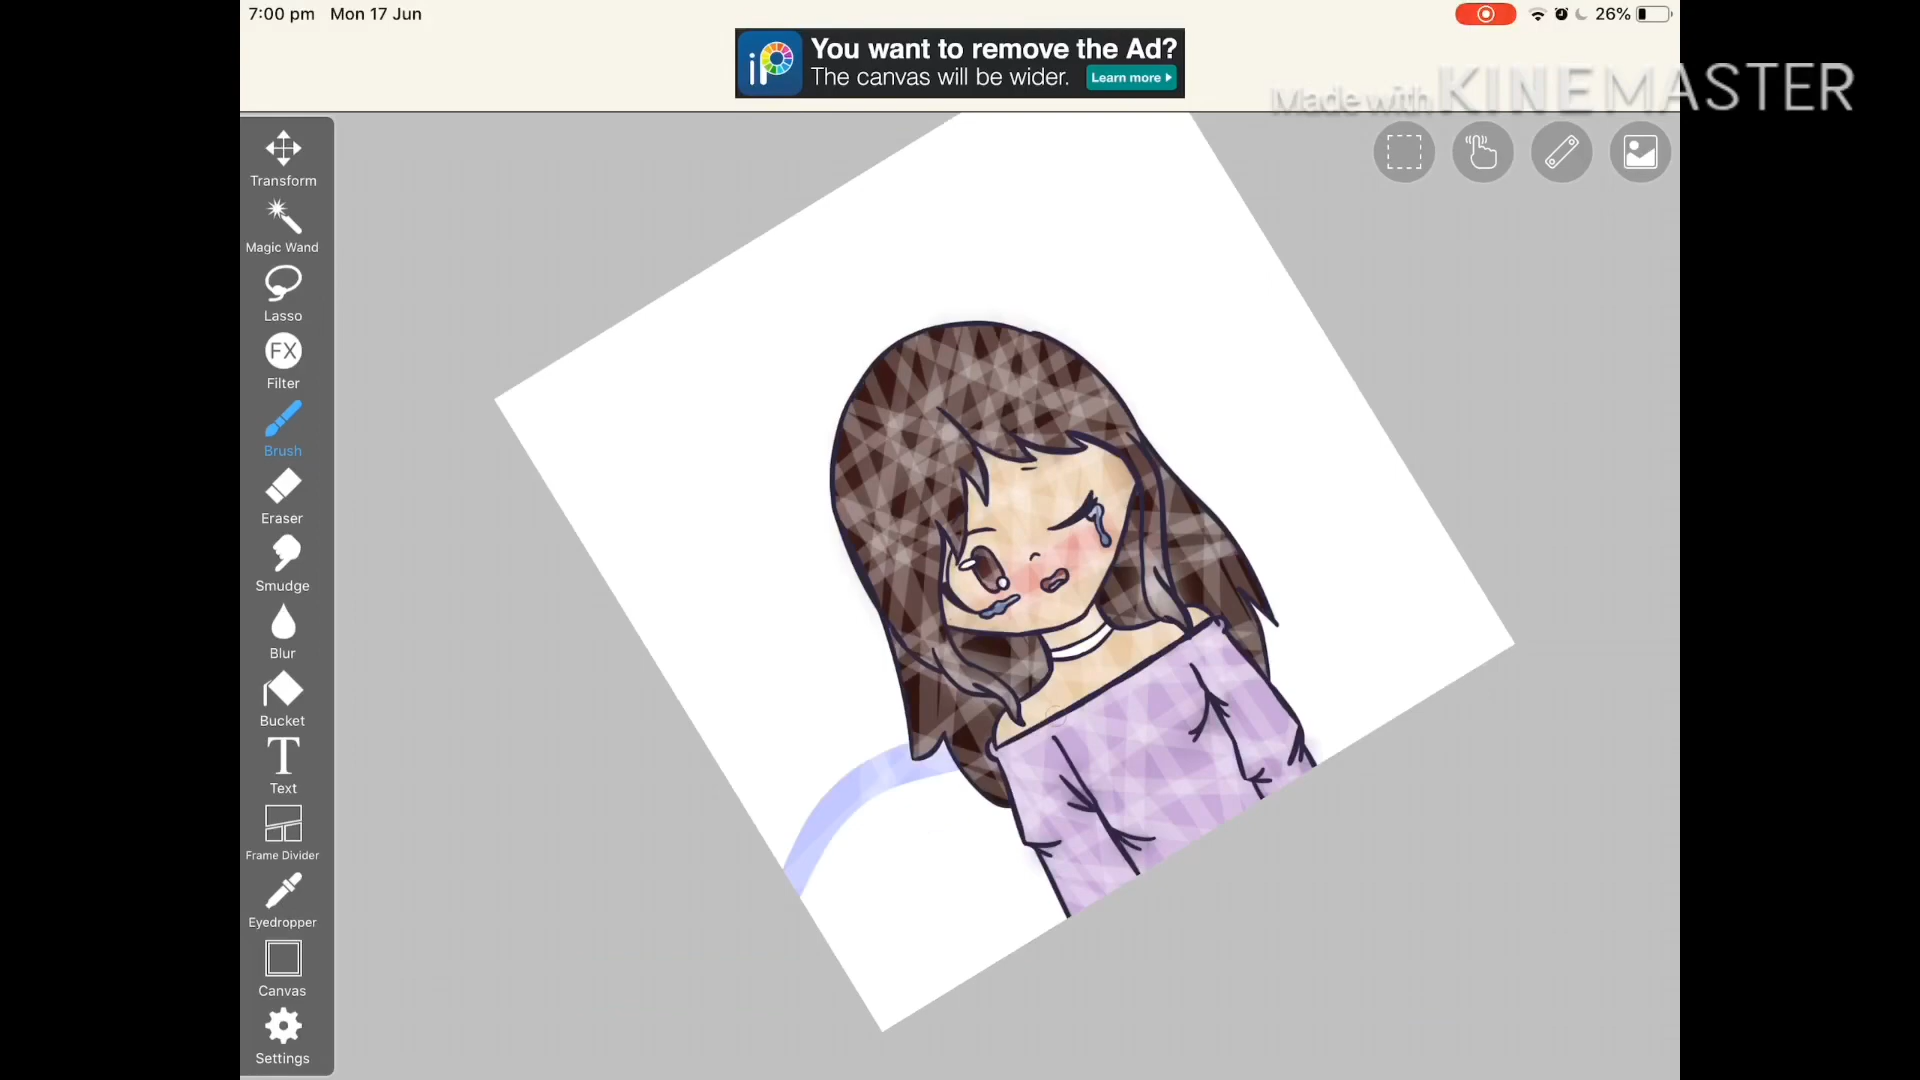 7:00 pm Mon 17 Jun
26%
iP
You want to remove the Ad?
The canvas will be wider.
Learn more
Made with KINEMASTER
Transform
Magic Wand
Lasso
FX
Filter
Brush
Eraser
Smudge
Blur
Bucket
T
Text
Frame Divider
Eyedropper
Canvas
Settings